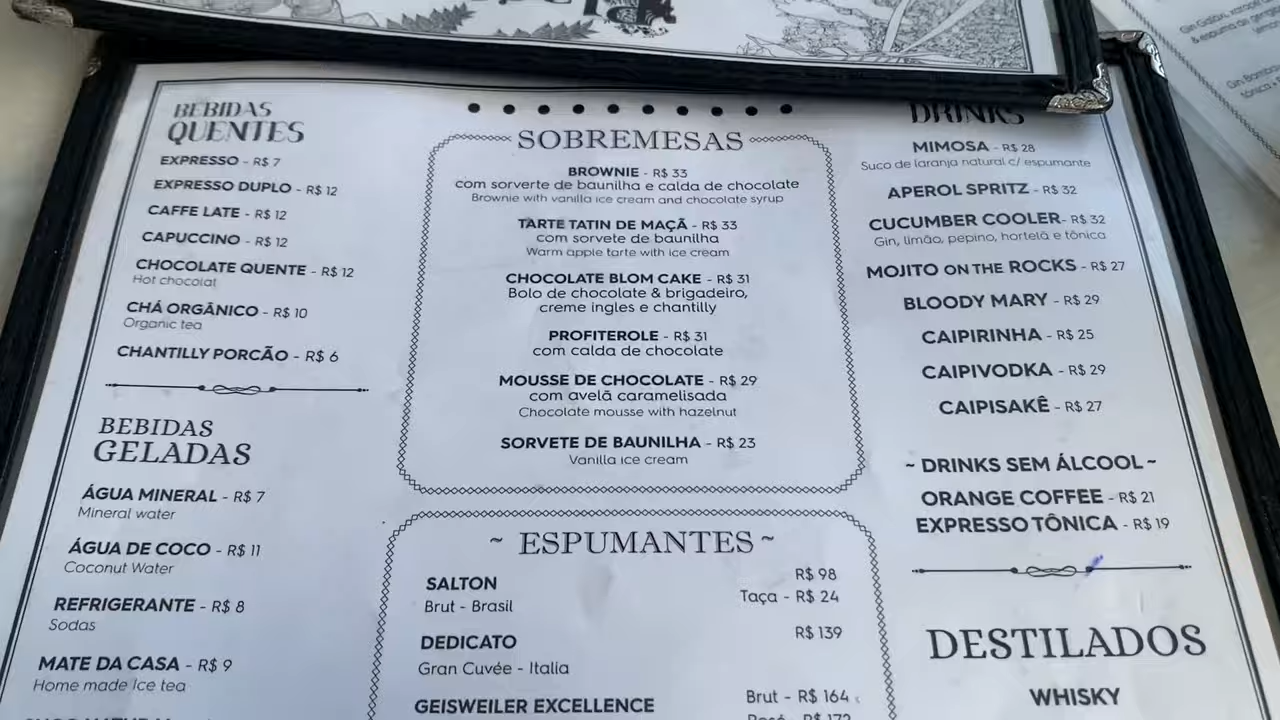 BEBIDAS
QUENTES
EXPRESSO - R$ 7
EXPRESSO DUPLO - R$ 12
CAFFE LATE - R$ 12
CAPUCCINO - R$ 12
CHOCOLATE QUENTE - R$ 12
Hot chocolat
CHÁ ORGÂNICO - R$ 10
Organic tea
CHANTILLY PORCÃO - R$ 6
BEBIDAS
GELADAS
ÁGUA MINERAL - R$ 7
Mineral water
ÁGUA DE COCO - R$ 11
Coconut Water
REFRIGERANTE - R$ 8
Sodas
MATE DA CASA - R$ 9
Home made Ice tea
SOBREMESAS
BROWNIE - R$ 33
com sorverte de baunilha e calda de chocolate
Brownie with vanilla ice cream and chocolate syrup
TARTE TATIN DE MAÇÃ - R$ 33
com sorvete de baunilha
Warm apple tarte with ice cream
CHOCOLATE BLOM CAKE - R$ 31
Bolo de chocolate & brigadeiro,
creme ingles e chantilly
PROFITEROLE - R$ 31
com calda de chocolate
MOUSSE DE CHOCOLATE - R$ 29
com avelã caramelisada
Chocolate mousse with hazelnut
SORVETE DE BAUNILHA - R$ 23
Vanilla ice cream
~ ESPUMANTES ~
SALTON R$ 98
Brut - Brasil Taça - R$ 24
DEDICATO R$ 139
Gran Cuvée - Italia
GEISWEILER EXCELLENCE Brut - R$ 164
Rosé - R$ 172
DRINKS
MIMOSA - R$ 28
Suco de laranja natural c/ espumante
APEROL SPRITZ - R$ 32
CUCUMBER COOLER- R$ 32
Gin, limão, pepino, hortelã e tônica
MOJITO ON THE ROCKS - R$ 27
BLOODY MARY - R$ 29
CAIPIRINHA - R$ 25
CAIPIVODKA - R$ 29
CAIPISAKÊ - R$ 27
~ DRINKS SEM ÁLCOOL ~
ORANGE COFFEE - R$ 21
EXPRESSO TÔNICA - R$ 19
DESTILADOS
WHISKY